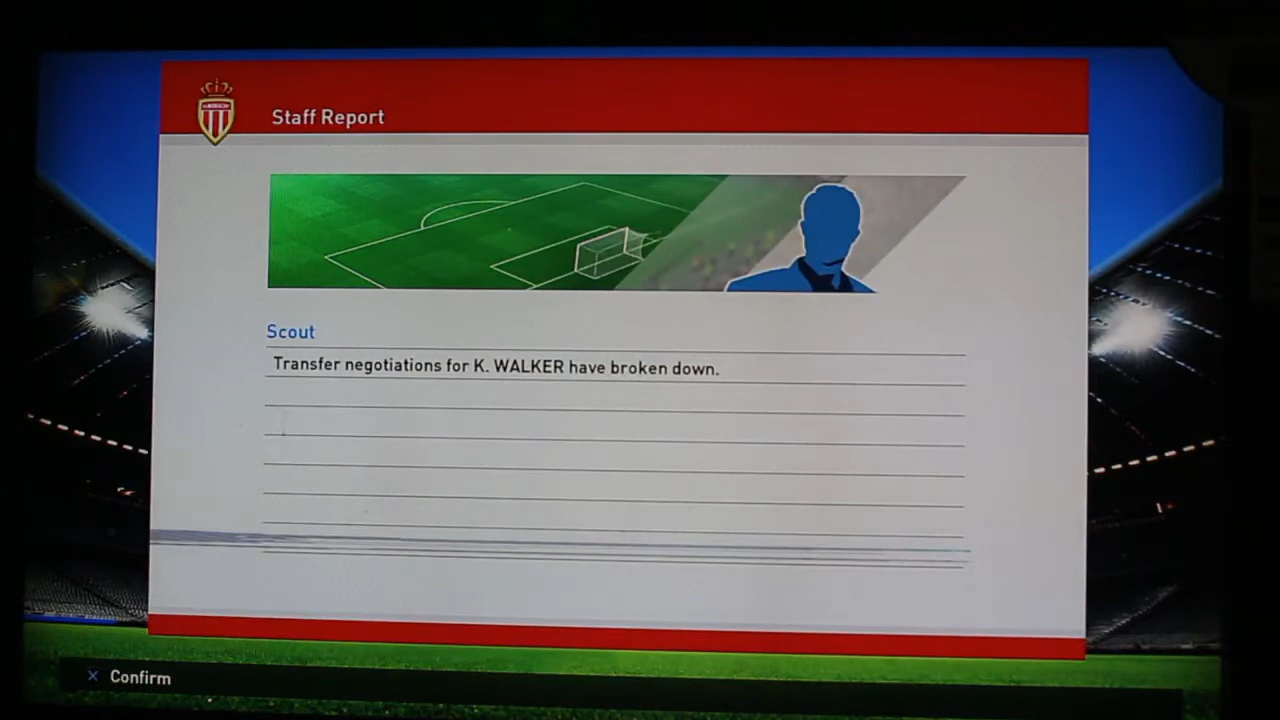 Staff Report
Scout
Transfer negotiations for K. WALKER have broken down.
Confirm